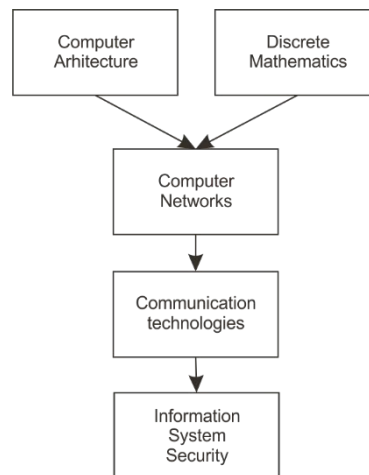 Computer
Arhitecture
Discrete
Mathematics
Computer
Networks
Communication
technologies
Information
System
Security